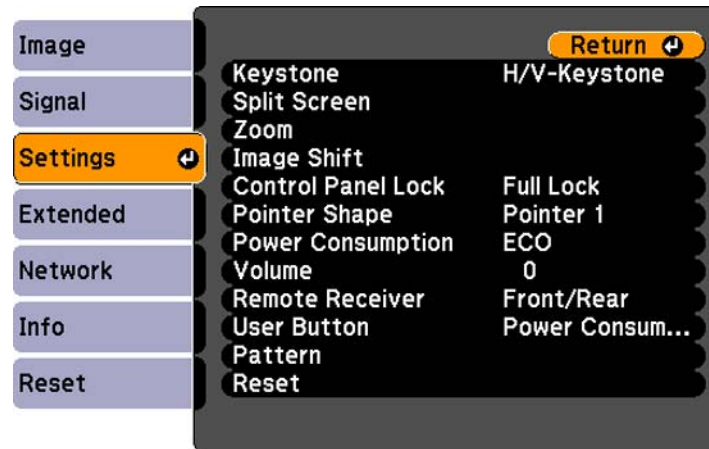 Image
Signal
Settings
Extended
Network
Info
Reset
Return
Keystone H/V-Keystone
Split Screen
Zoom
Image Shift
Control Panel Lock Full Lock
Pointer Shape Pointer 1
Power Consumption ECO
Volume 0
Remote Receiver Front/Rear
User Button Power Consum...
Pattern
Reset